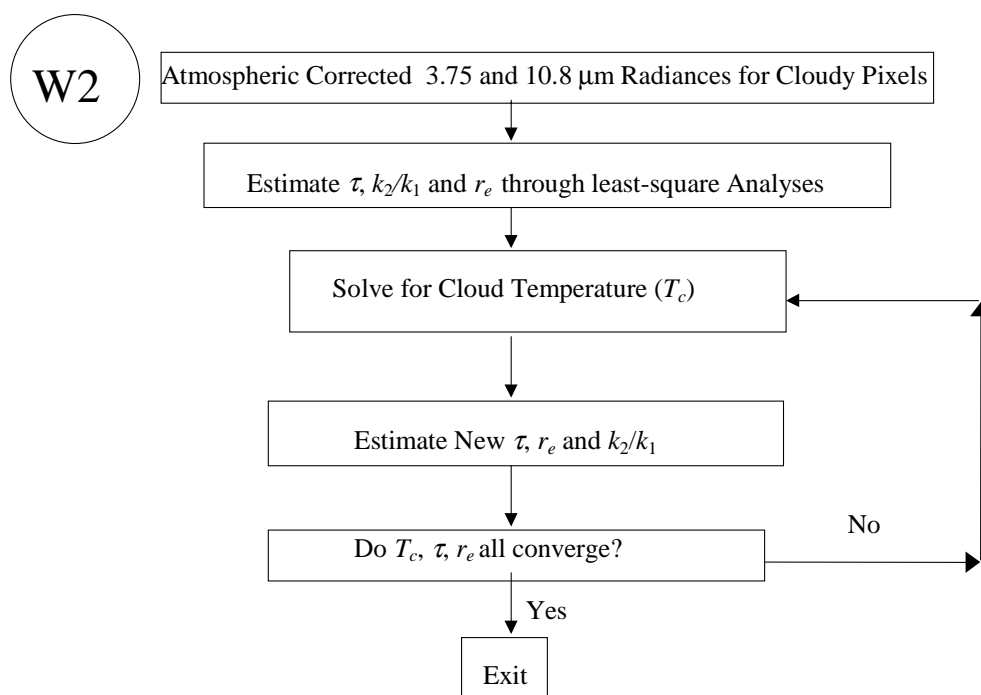 W2
Atmospheric Corrected 3.75 and 10.8 μm Radiances for Cloudy Pixels
Estimate τ, k2/k1 and re through least-square Analyses
Solve for Cloud Temperature (Tc)
Estimate New τ, re and k2/k1
No
Do Tc, τ, re all converge?
Yes
Exit